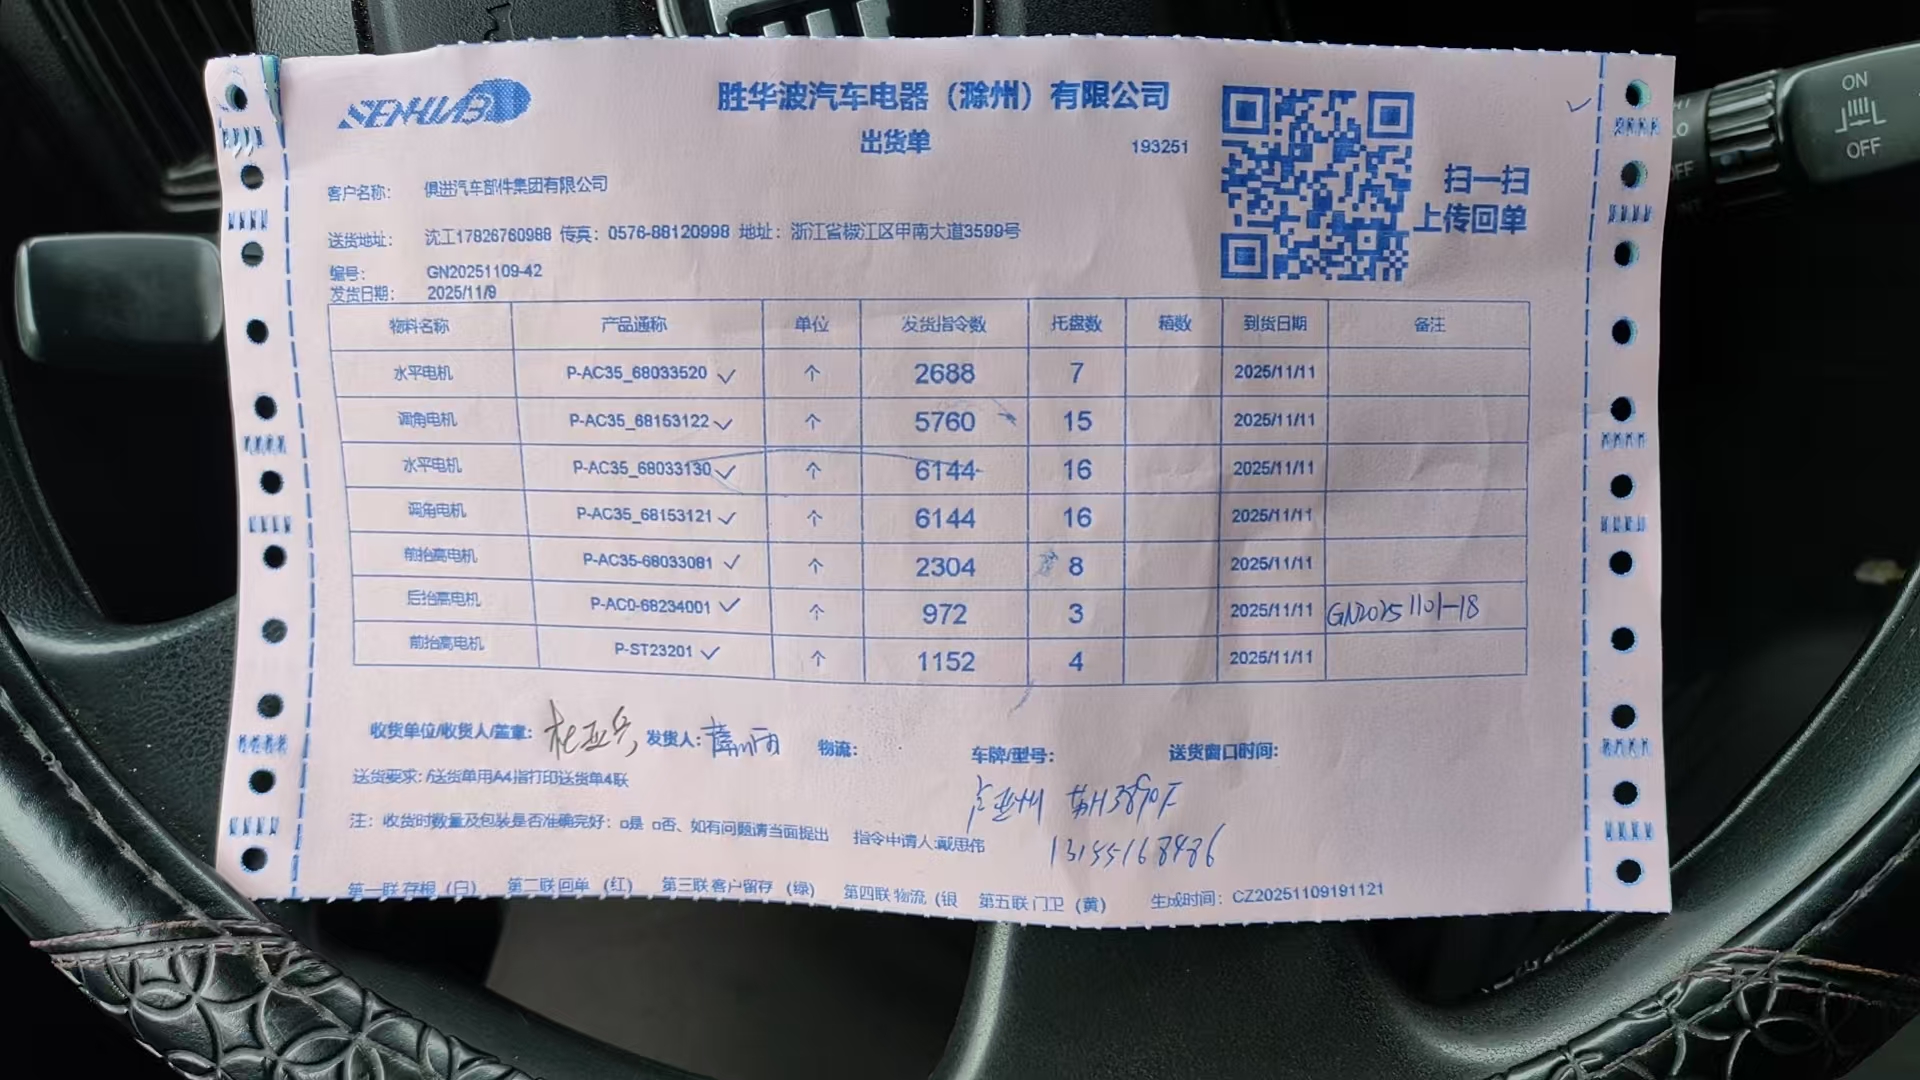 SENHWB
胜华波汽车电器（滁州）有限公司
出货单
193251
扫一扫
上传回单
客户名称： 俱进汽车部件集团有限公司
送货地址： 沈工17826760988 传真：0576-88120998 地址：浙江省椒江区甲南大道3599号
编号： GN20251109-42
发货日期： 2025/11/9
物料名称 产品通称 单位 发货指令数 托盘数 箱数 到货日期 备注
水平电机 P-AC35_68033520 个 2688 7 2025/11/11
调角电机 P-AC35_68153122 个 5760 15 2025/11/11
水平电机 P-AC35_68033130 个 6144 16 2025/11/11
调角电机 P-AC35_68153121 个 6144 16 2025/11/11
前抬高电机 P-AC35-68033081 个 2304 8 2025/11/11
后抬高电机 P-AC0-68234001 个 972 3 2025/11/11 GN20251101-18
前抬高电机 P-ST23201 个 1152 4 2025/11/11
收货单位/收货人/盖章： 发货人： 物流： 车牌/型号： 送货窗口时间：
送货要求：/送货单用A4指打印送货单4联
苏H3890F
13155168486
注：收货时数量及包装是否准确完好：□是 □否、如有问题请当面提出 指令申请人:戴思伟
第一联 存根（白） 第二联 回单（红） 第三联 客户留存（绿） 第四联 物流（银 第五联 门卫（黄） 生成时间：CZ20251109191121
ON
OFF